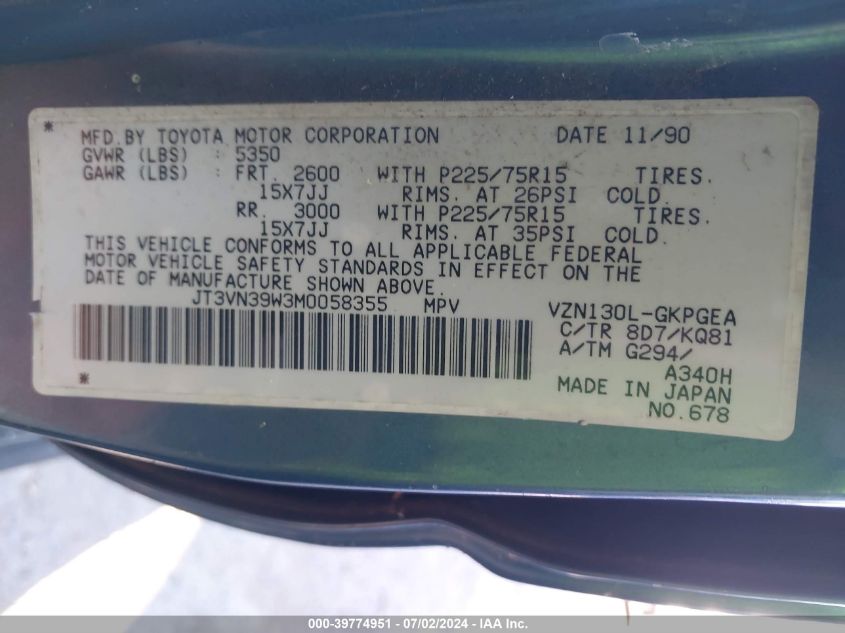 * MFD. BY TOYOTA MOTOR CORPORATION DATE 11/90
GVWR (LBS) : 5350
GAWR (LBS) : FRT. 2600 WITH P225/75R15 TIRES.
15X7JJ RIMS. AT 26PSI COLD.
RR. 3000 WITH P225/75R15 TIRES.
15X7JJ RIMS. AT 35PSI COLD.
THIS VEHICLE CONFORMS TO ALL APPLICABLE FEDERAL
MOTOR VEHICLE SAFETY STANDARDS IN EFFECT ON THE
DATE OF MANUFACTURE SHOWN ABOVE.
JT3VN39W3M0058355 MPV VZN130L-GKPGEA
C/TR 8D7/KQ81
A/TM G294/
A340H
* MADE IN JAPAN
NO.678
000-39774951 - 07/02/2024 - IAA Inc.